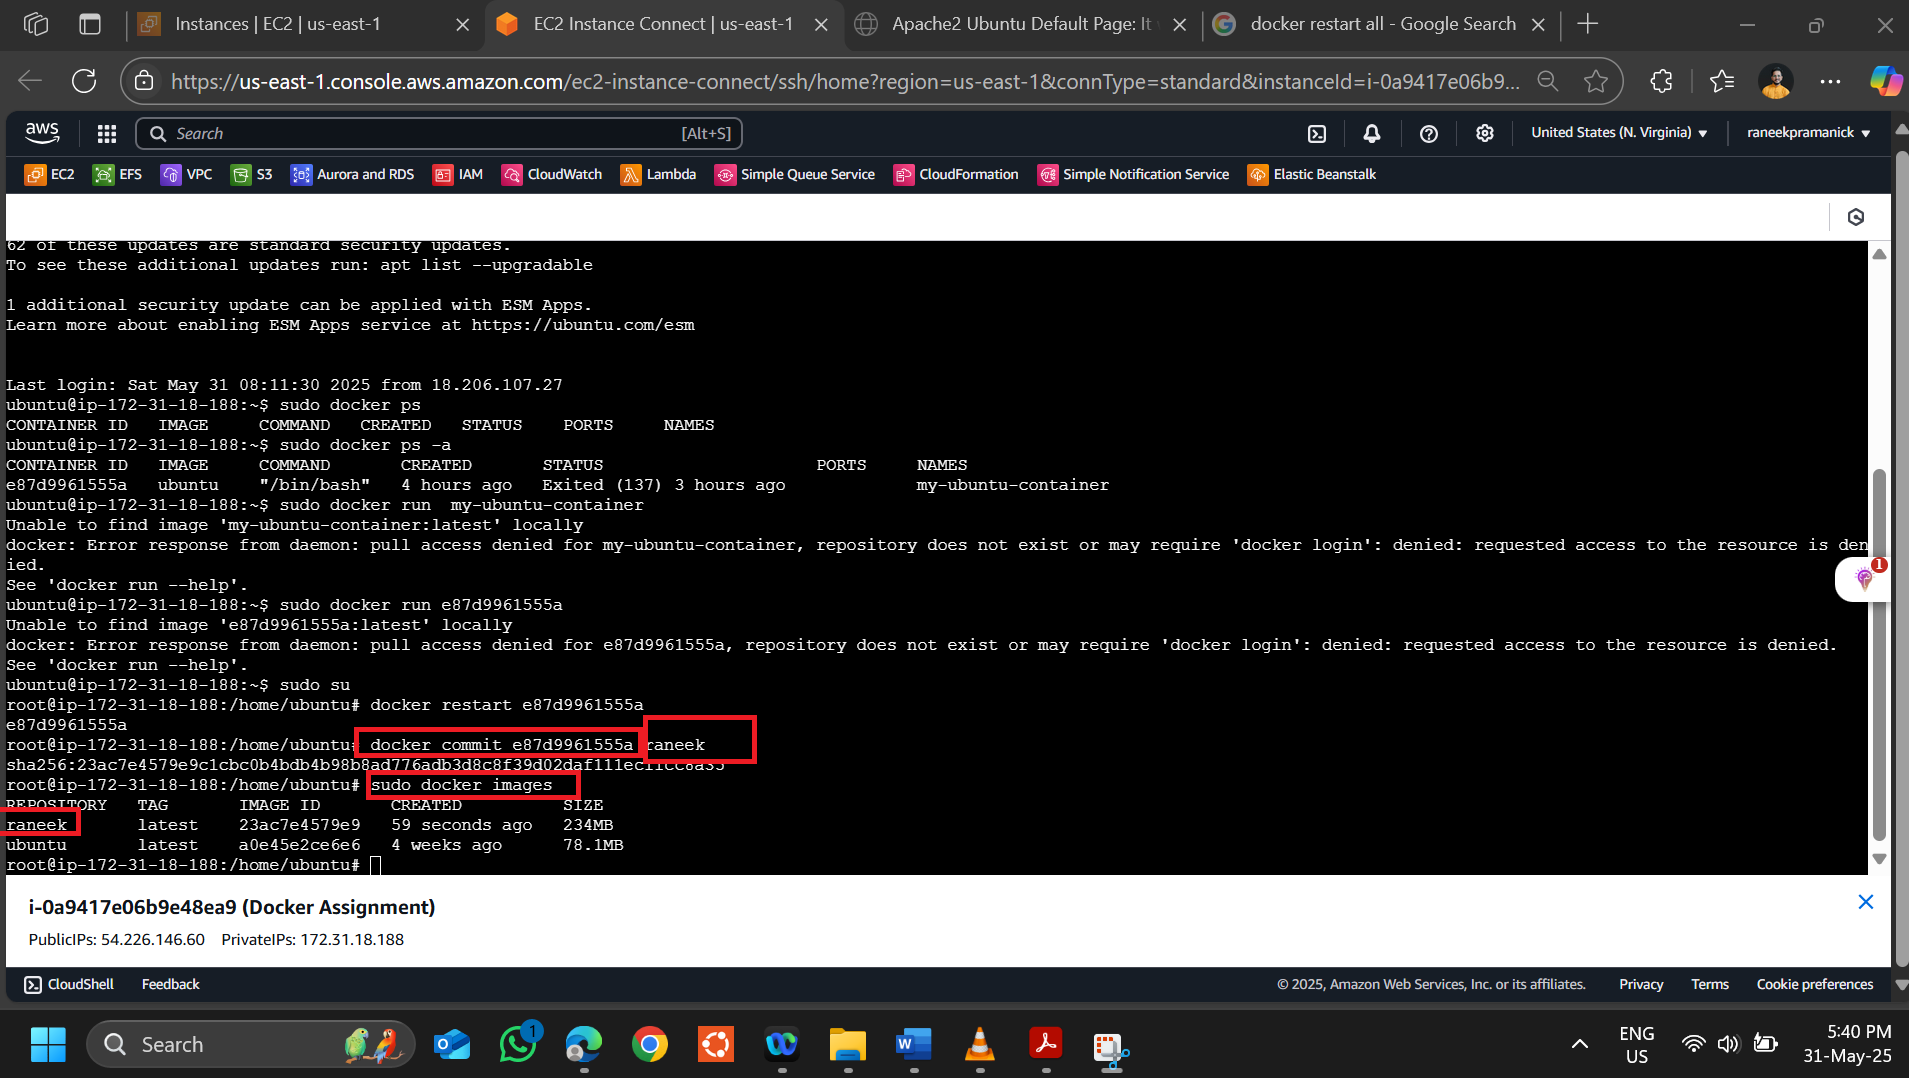 Instances | EC2 | us-east-1
EC2 Instance Connect | us-east-1
Apache2 Ubuntu Default Page: It
docker restart all - Google Search
https://us-east-1.console.aws.amazon.com/ec2-instance-connect/ssh/home?region=us-east-1&connType=standard&instanceId=i-0a9417e06b9...
aws
Search
[Alt+S]
United States (N. Virginia)
raneekpramanick
EC2
EFS
VPC
S3
Aurora and RDS
IAM
CloudWatch
Lambda
Simple Queue Service
CloudFormation
Simple Notification Service
Elastic Beanstalk
62 of these updates are standard security updates.
To see these additional updates run: apt list --upgradable
1 additional security update can be applied with ESM Apps.
Learn more about enabling ESM Apps service at https://ubuntu.com/esm
Last login: Sat May 31 08:11:30 2025 from 18.206.107.27
ubuntu@ip-172-31-18-188:~$ sudo docker ps
CONTAINER ID   IMAGE     COMMAND   CREATED   STATUS    PORTS     NAMES
ubuntu@ip-172-31-18-188:~$ sudo docker ps -a
CONTAINER ID   IMAGE     COMMAND       CREATED       STATUS                     PORTS     NAMES
e87d9961555a   ubuntu    "/bin/bash"   4 hours ago   Exited (137) 3 hours ago             my-ubuntu-container
ubuntu@ip-172-31-18-188:~$ sudo docker run  my-ubuntu-container
Unable to find image 'my-ubuntu-container:latest' locally
docker: Error response from daemon: pull access denied for my-ubuntu-container, repository does not exist or may require 'docker login': denied: requested access to the resource is den
ied.
See 'docker run --help'.
ubuntu@ip-172-31-18-188:~$ sudo docker run e87d9961555a
Unable to find image 'e87d9961555a:latest' locally
docker: Error response from daemon: pull access denied for e87d9961555a, repository does not exist or may require 'docker login': denied: requested access to the resource is denied.
See 'docker run --help'.
ubuntu@ip-172-31-18-188:~$ sudo su
root@ip-172-31-18-188:/home/ubuntu# docker restart e87d9961555a
e87d9961555a
root@ip-172-31-18-188:/home/ubuntu# docker commit e87d9961555a raneek
root@ip-172-31-18-188:/home/ubuntu# sudo docker images
REPOSITORY   TAG       IMAGE ID       CREATED          SIZE
raneek       latest    23ac7e4579e9   59 seconds ago   234MB
ubuntu       latest    a0e45e2ce6e6   4 weeks ago      78.1MB
root@ip-172-31-18-188:/home/ubuntu#
1
i-0a9417e06b9e48ea9 (Docker Assignment)
PublicIPs: 54.226.146.60    PrivateIPs: 172.31.18.188
CloudShell
Feedback
© 2025, Amazon Web Services, Inc. or its affiliates.
Privacy
Terms
Cookie preferences
Search
1
ENG
US
5:40 PM
31-May-25